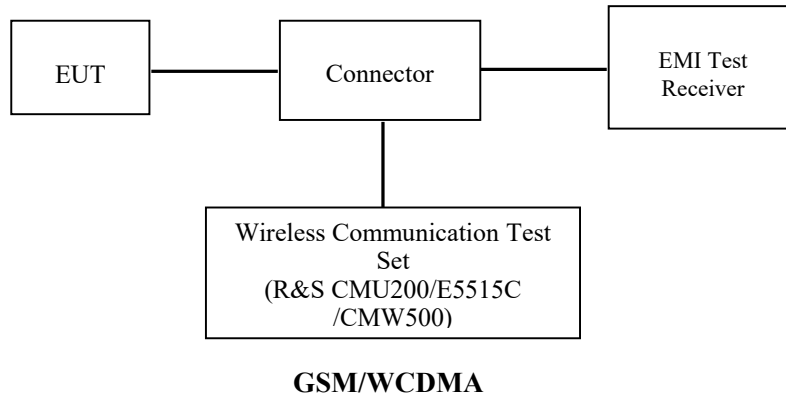 EUT
Connector
EMI Test
Receiver
Wireless Communication Test
Set
(R&S CMU200/E5515C
/CMW500)
GSM/WCDMA